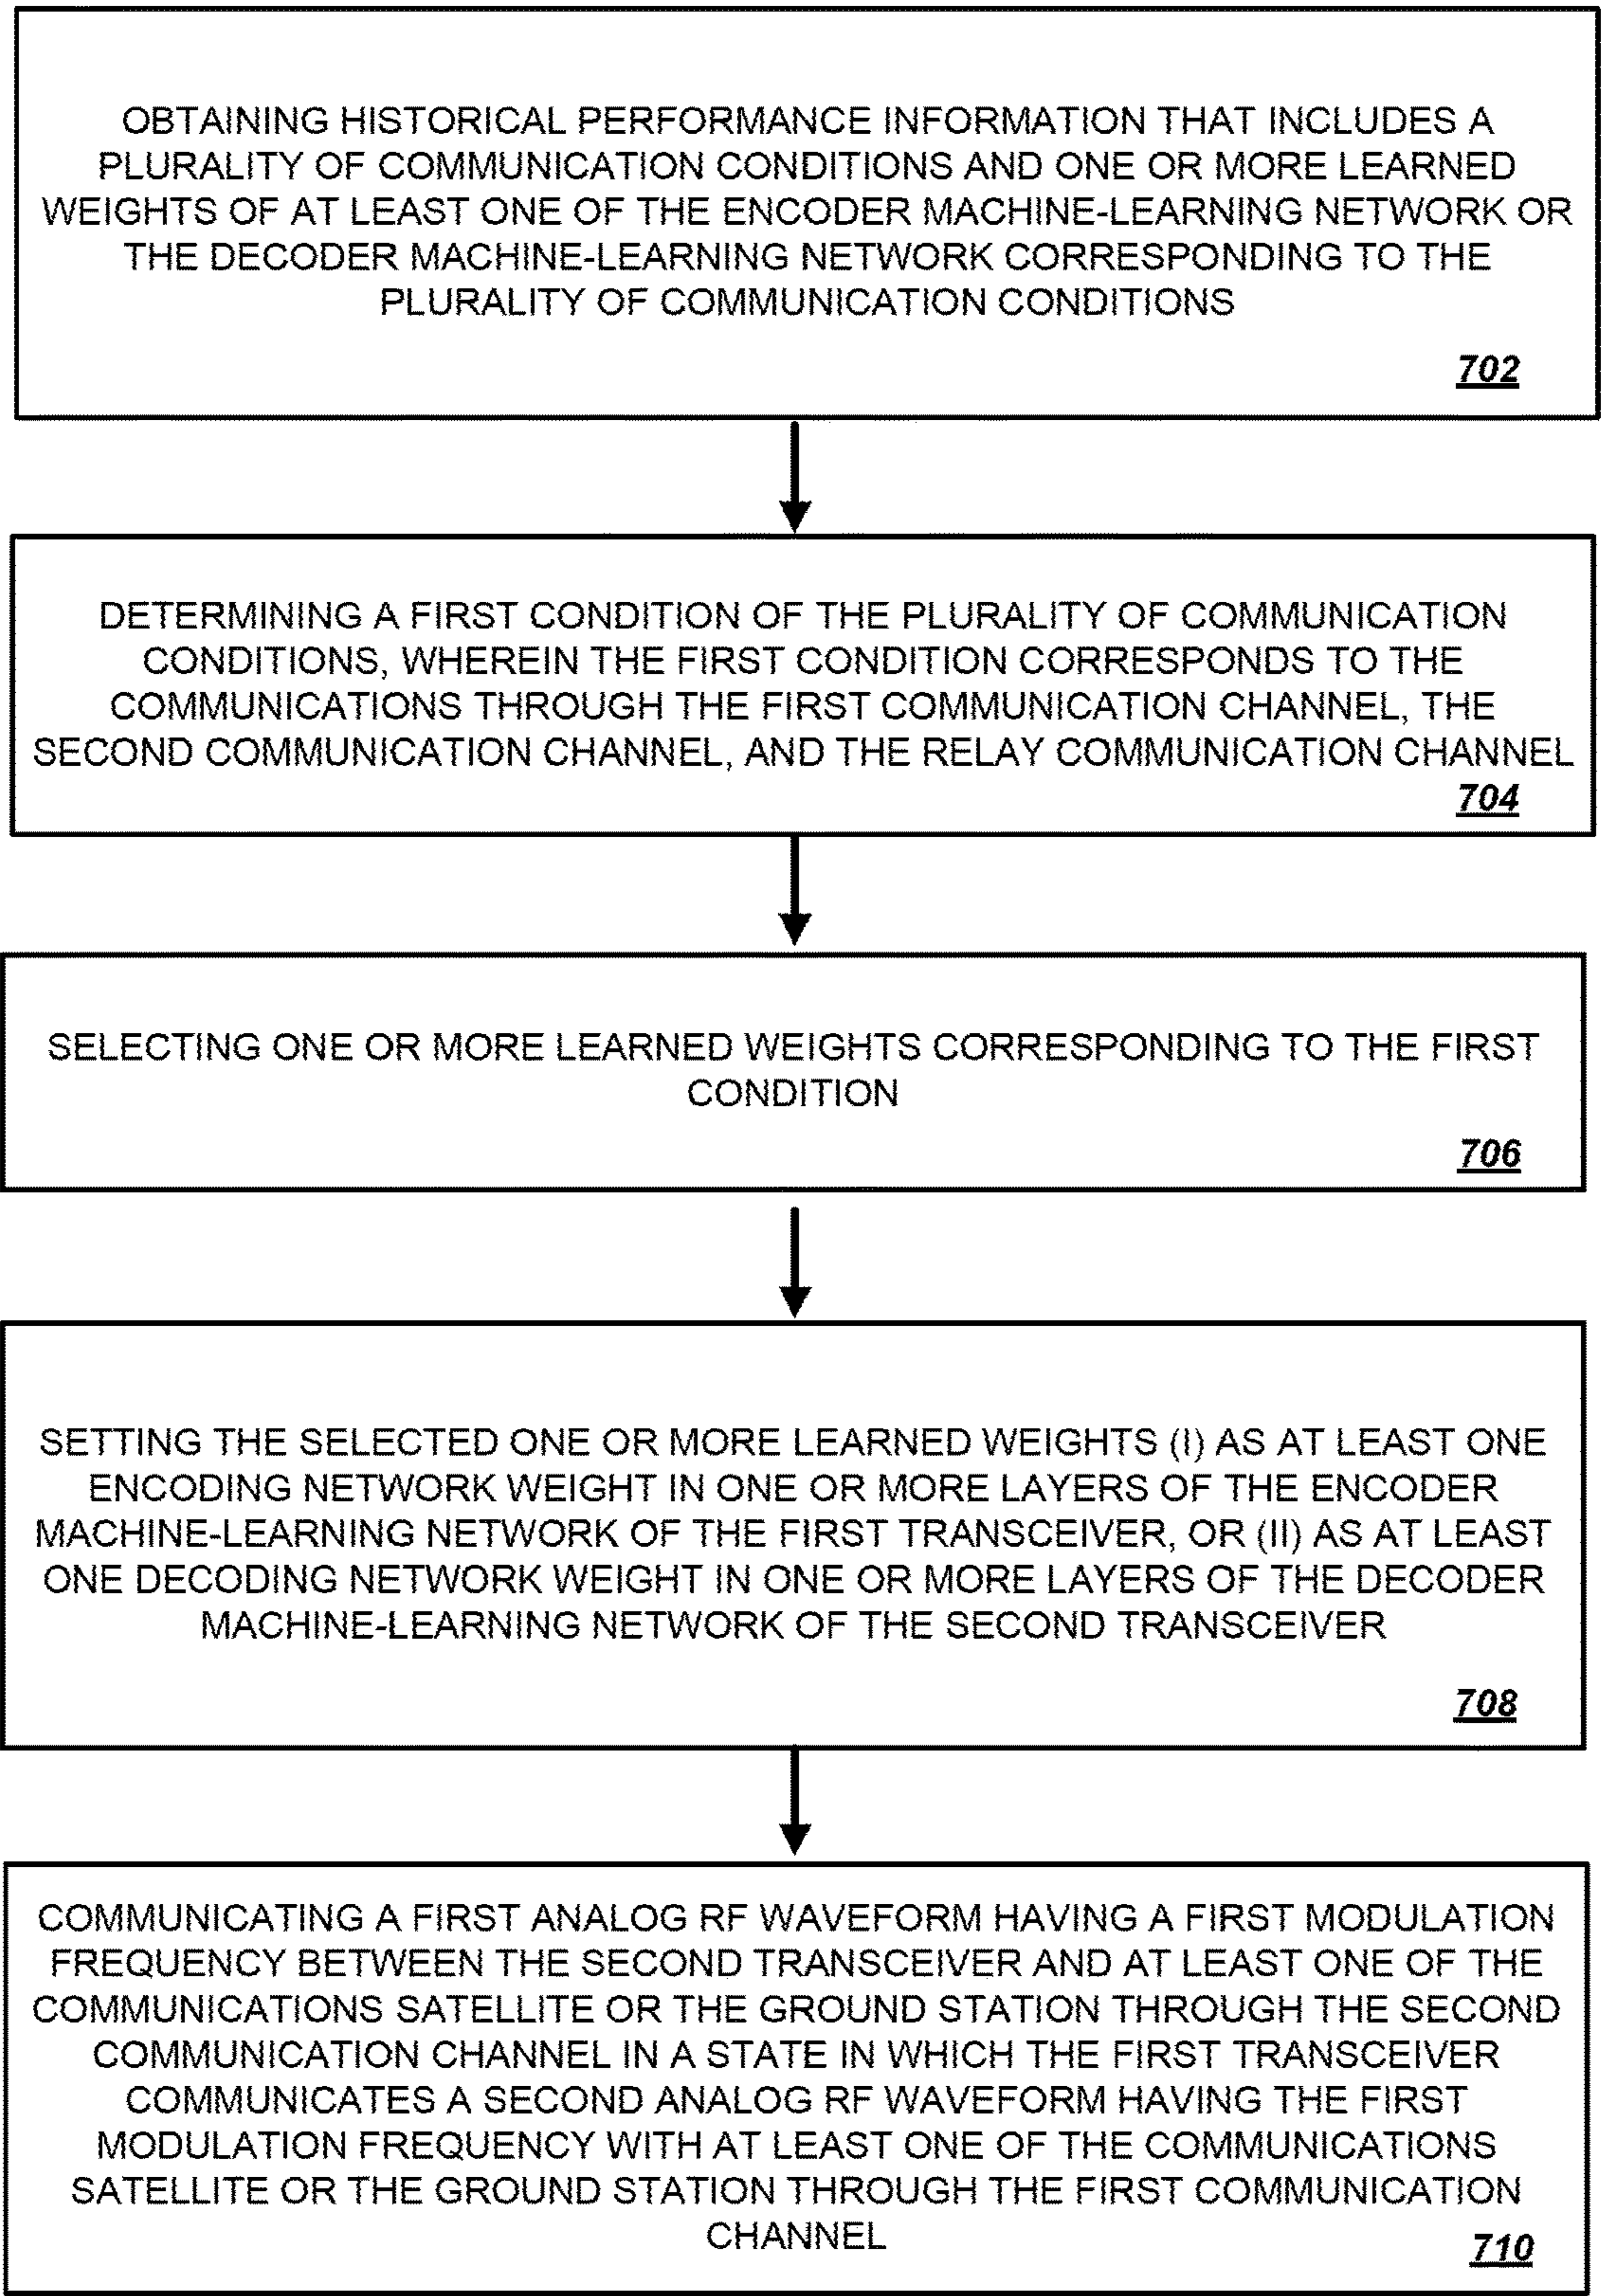 OBTAINING HISTORICAL PERFORMANCE INFORMATION THAT INCLUDES A
PLURALITY OF COMMUNICATION CONDITIONS AND ONE OR MORE LEARNED
WEIGHTS OF AT LEAST ONE OF THE ENCODER MACHINE-LEARNING NETWORK OR
THE DECODER MACHINE-LEARNING NETWORK CORRESPONDING TO THE
PLURALITY OF COMMUNICATION CONDITIONS
702
DETERMINING A FIRST CONDITION OF THE PLURALITY OF COMMUNICATION
CONDITIONS, WHEREIN THE FIRST CONDITION CORRESPONDS TO THE
COMMUNICATIONS THROUGH THE FIRST COMMUNICATION CHANNEL, THE
SECOND COMMUNICATION CHANNEL, AND THE RELAY COMMUNICATION CHANNEL
704
SELECTING ONE OR MORE LEARNED WEIGHTS CORRESPONDING TO THE FIRST
CONDITION
706
SETTING THE SELECTED ONE OR MORE LEARNED WEIGHTS (I) AS AT LEAST ONE
ENCODING NETWORK WEIGHT IN ONE OR MORE LAYERS OF THE ENCODER
MACHINE-LEARNING NETWORK OF THE FIRST TRANSCEIVER, OR (II) AS AT LEAST
ONE DECODING NETWORK WEIGHT IN ONE OR MORE LAYERS OF THE DECODER
MACHINE-LEARNING NETWORK OF THE SECOND TRANSCEIVER
708
COMMUNICATING A FIRST ANALOG RF WAVEFORM HAVING A FIRST MODULATION
FREQUENCY BETWEEN THE SECOND TRANSCEIVER AND AT LEAST ONE OF THE
COMMUNICATIONS SATELLITE OR THE GROUND STATION THROUGH THE SECOND
COMMUNICATION CHANNEL IN A STATE IN WHICH THE FIRST TRANSCEIVER
COMMUNICATES A SECOND ANALOG RF WAVEFORM HAVING THE FIRST
MODULATION FREQUENCY WITH AT LEAST ONE OF THE COMMUNICATIONS
SATELLITE OR THE GROUND STATION THROUGH THE FIRST COMMUNICATION
CHANNEL
710